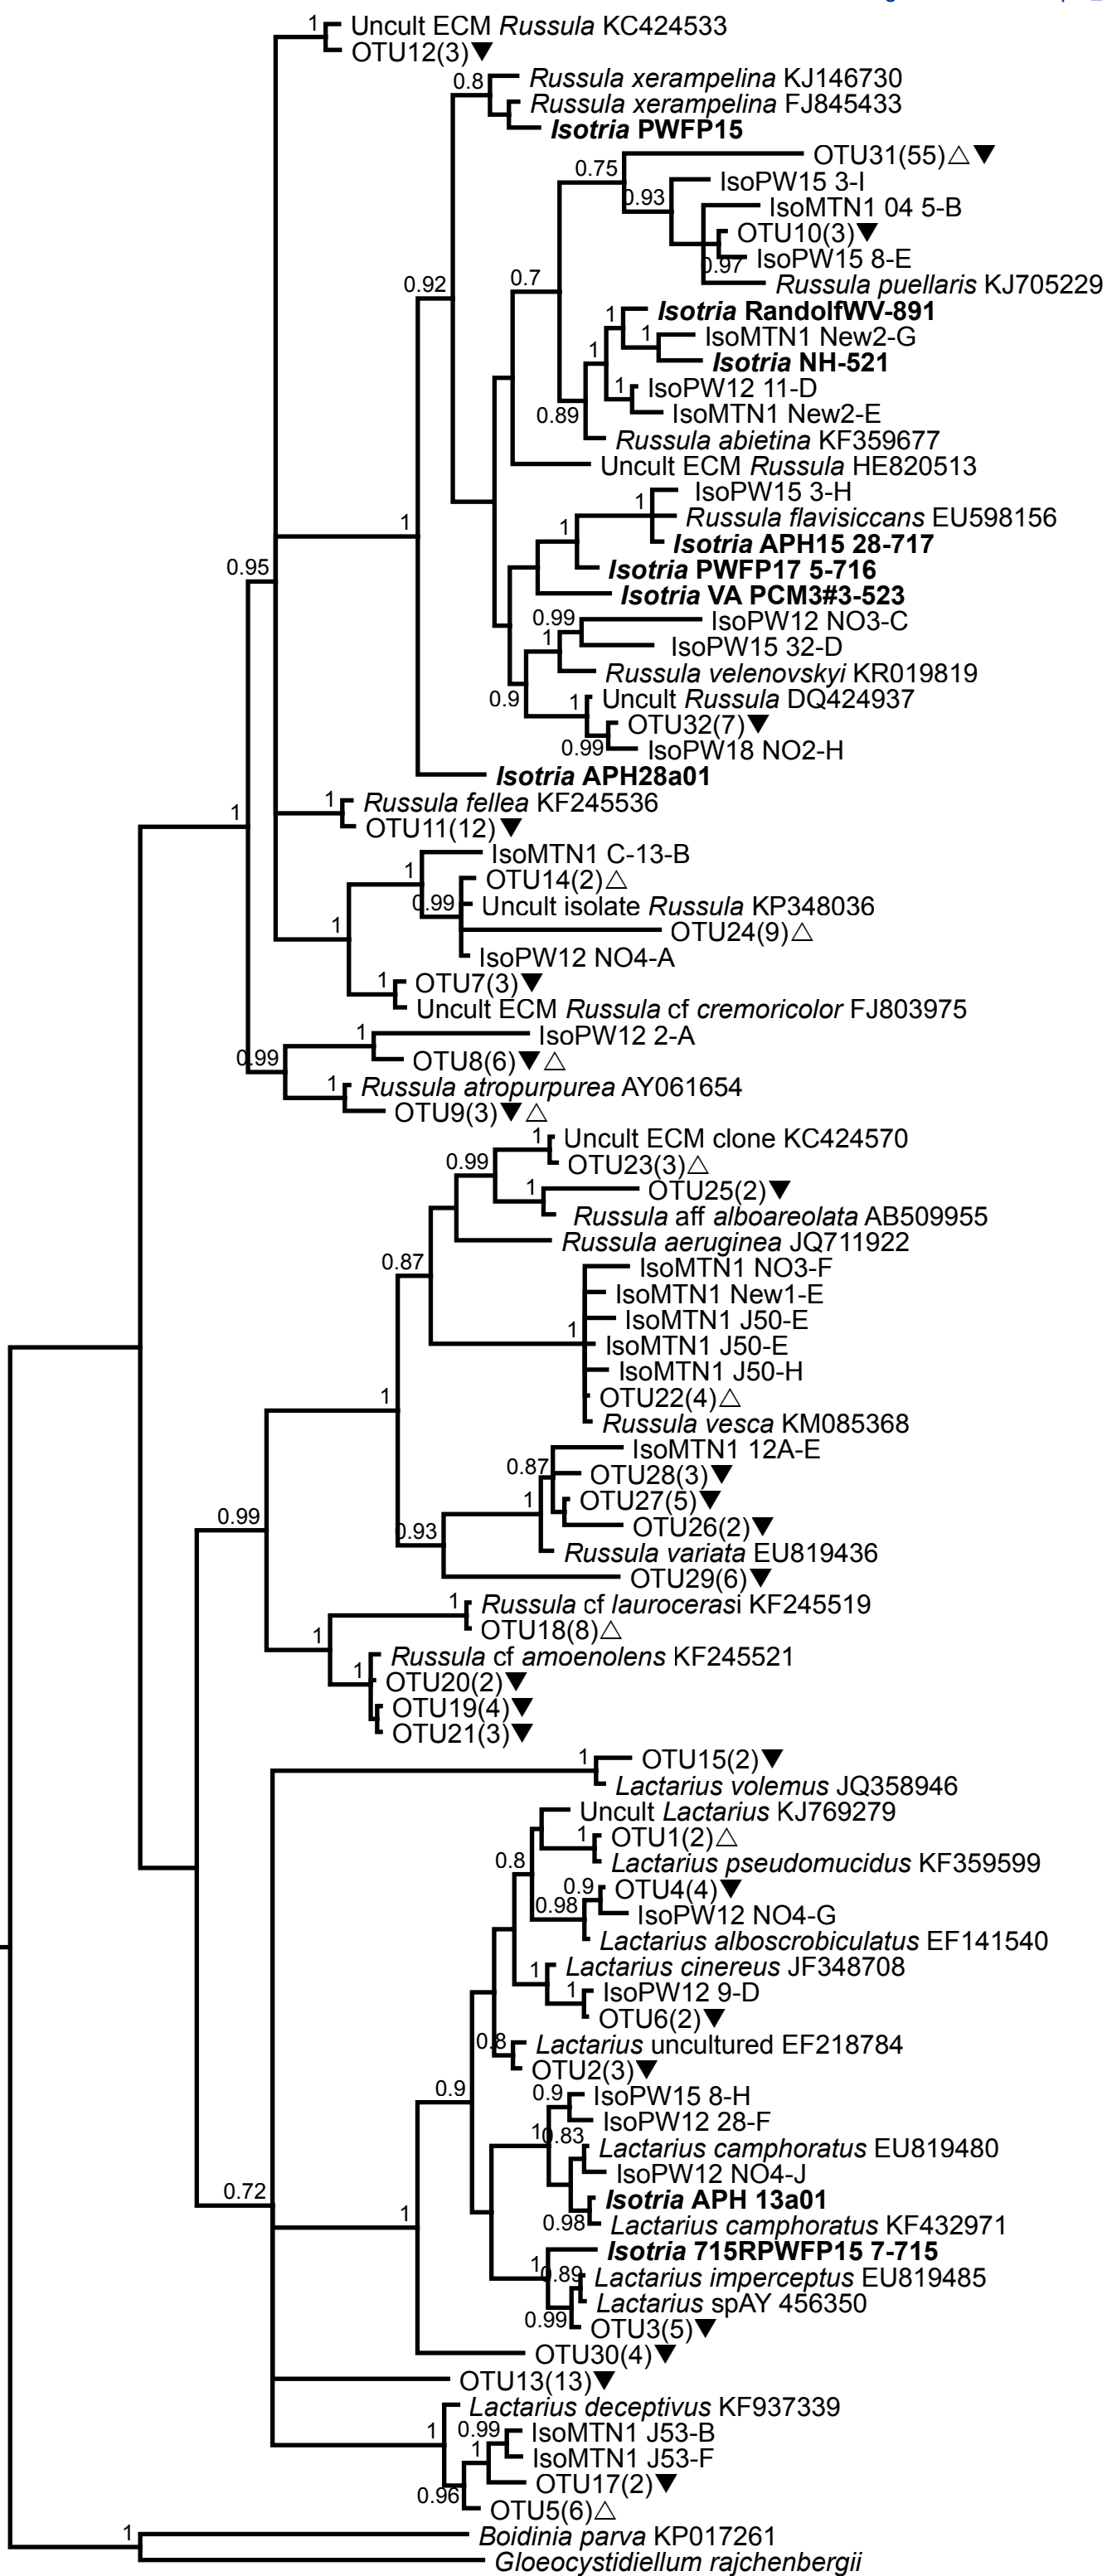 1 Uncult ECM Russula KC424533
OTU12(3)▼
0.8 Russula xerampelina KJ146730
Russula xerampelina FJ845433
Isotria PWFP15
OTU31(55)△▼
0.75 IsoPW15 3-I
0.93 IsoMTN1 04 5-B
OTU10(3)▼
0.97 IsoPW15 8-E
0.92 0.7 Russula puellaris KJ705229
1 Isotria RandolfWV-891
1 IsoMTN1 New2-G
1 Isotria NH-521
1 IsoPW12 11-D
0.89 IsoMTN1 New2-E
Russula abietina KF359677
Uncult ECM Russula HE820513
1 IsoPW15 3-H
1 1 Russula flavisiccans EU598156
Isotria APH15 28-717
0.95 Isotria PWFP17 5-716
Isotria VA PCM3#3-523
0.99 IsoPW12 NO3-C
1 IsoPW15 32-D
Russula velenovskyi KR019819
0.9 1 Uncult Russula DQ424937
OTU32(7)▼
0.99 IsoPW18 NO2-H
Isotria APH28a01
1 1 Russula fellea KF245536
OTU11(12)▼
IsoMTN1 C-13-B
1 OTU14(2)△
0.99 Uncult isolate Russula KP348036
1 OTU24(9)△
IsoPW12 NO4-A
1 OTU7(3)▼
Uncult ECM Russula cf cremoricolor FJ803975
1 IsoPW12 2-A
0.99 OTU8(6)▼△
1 Russula atropurpurea AY061654
OTU9(3)▼△
1 Uncult ECM clone KC424570
0.99 OTU23(3)△
1 OTU25(2)▼
Russula aff alboareolata AB509955
Russula aeruginea JQ711922
0.87 IsoMTN1 NO3-F
IsoMTN1 New1-E
IsoMTN1 J50-E
1 IsoMTN1 J50-E
IsoMTN1 J50-H
1 OTU22(4)△
Russula vesca KM085368
IsoMTN1 12A-E
0.87 OTU28(3)▼
1 OTU27(5)▼
0.99 0.93 OTU26(2)▼
Russula variata EU819436
OTU29(6)▼
1 Russula cf laurocerasi KF245519
1 OTU18(8)△
Russula cf amoenolens KF245521
1 OTU20(2)▼
OTU19(4)▼
OTU21(3)▼
1 OTU15(2)▼
Lactarius volemus JQ358946
Uncult Lactarius KJ769279
1 OTU1(2)△
0.8 Lactarius pseudomucidus KF359599
0.9 OTU4(4)▼
0.98 IsoPW12 NO4-G
Lactarius alboscrobiculatus EF141540
1 Lactarius cinereus JF348708
1 IsoPW12 9-D
OTU6(2)▼
0.8 Lactarius uncultured EF218784
OTU2(3)▼
0.9 0.9 IsoPW15 8-H
IsoPW12 28-F
1 0.83 Lactarius camphoratus EU819480
IsoPW12 NO4-J
0.72 Isotria APH 13a01
1 0.98 Lactarius camphoratus KF432971
Isotria 715RPWFP15 7-715
1 0.89 Lactarius imperceptus EU819485
Lactarius spAY 456350
0.99 OTU3(5)▼
OTU30(4)▼
OTU13(13)▼
Lactarius deceptivus KF937339
1 0.99 IsoMTN1 J53-B
1 IsoMTN1 J53-F
OTU17(2)▼
0.96 OTU5(6)△
1 Boidinia parva KP017261
Gloeocystidiellum rajchenbergii